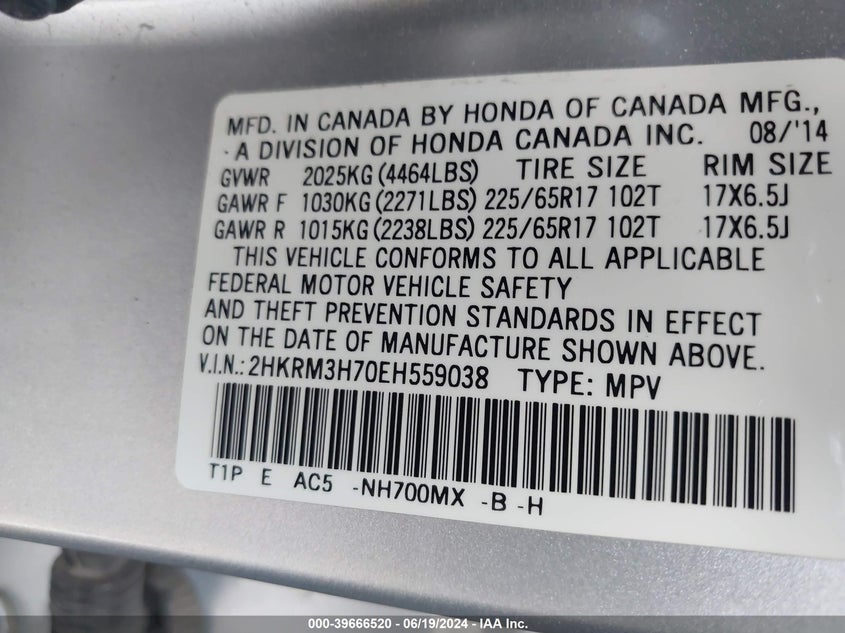 MFD. IN CANADA BY HONDA OF CANADA MFG.,
- A DIVISION OF HONDA CANADA INC. 08/'14
GVWR 2025KG (4464LBS) TIRE SIZE RIM SIZE
GAWR F 1030KG (2271LBS) 225/65R17 102T 17X6.5J
GAWR R 1015KG (2238LBS) 225/65R17 102T 17X6.5J
THIS VEHICLE CONFORMS TO ALL APPLICABLE
FEDERAL MOTOR VEHICLE SAFETY
AND THEFT PREVENTION STANDARDS IN EFFECT
ON THE DATE OF MANUFACTURE SHOWN ABOVE.
V.I.N.: 2HKRM3H70EH559038 TYPE: MPV
T1P E AC5 -NH700MX -B -H
000-39666520 - 06/19/2024 - IAA Inc.